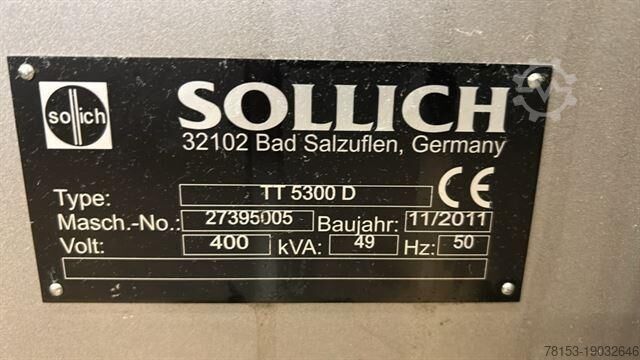 sollich
SOLLICH
32102 Bad Salzuflen, Germany
Type: TT 5300 D CE
Masch.-No.: 27395005 Baujahr: 11/2011
Volt: 400 kVA: 49 Hz: 50
78153-19032646